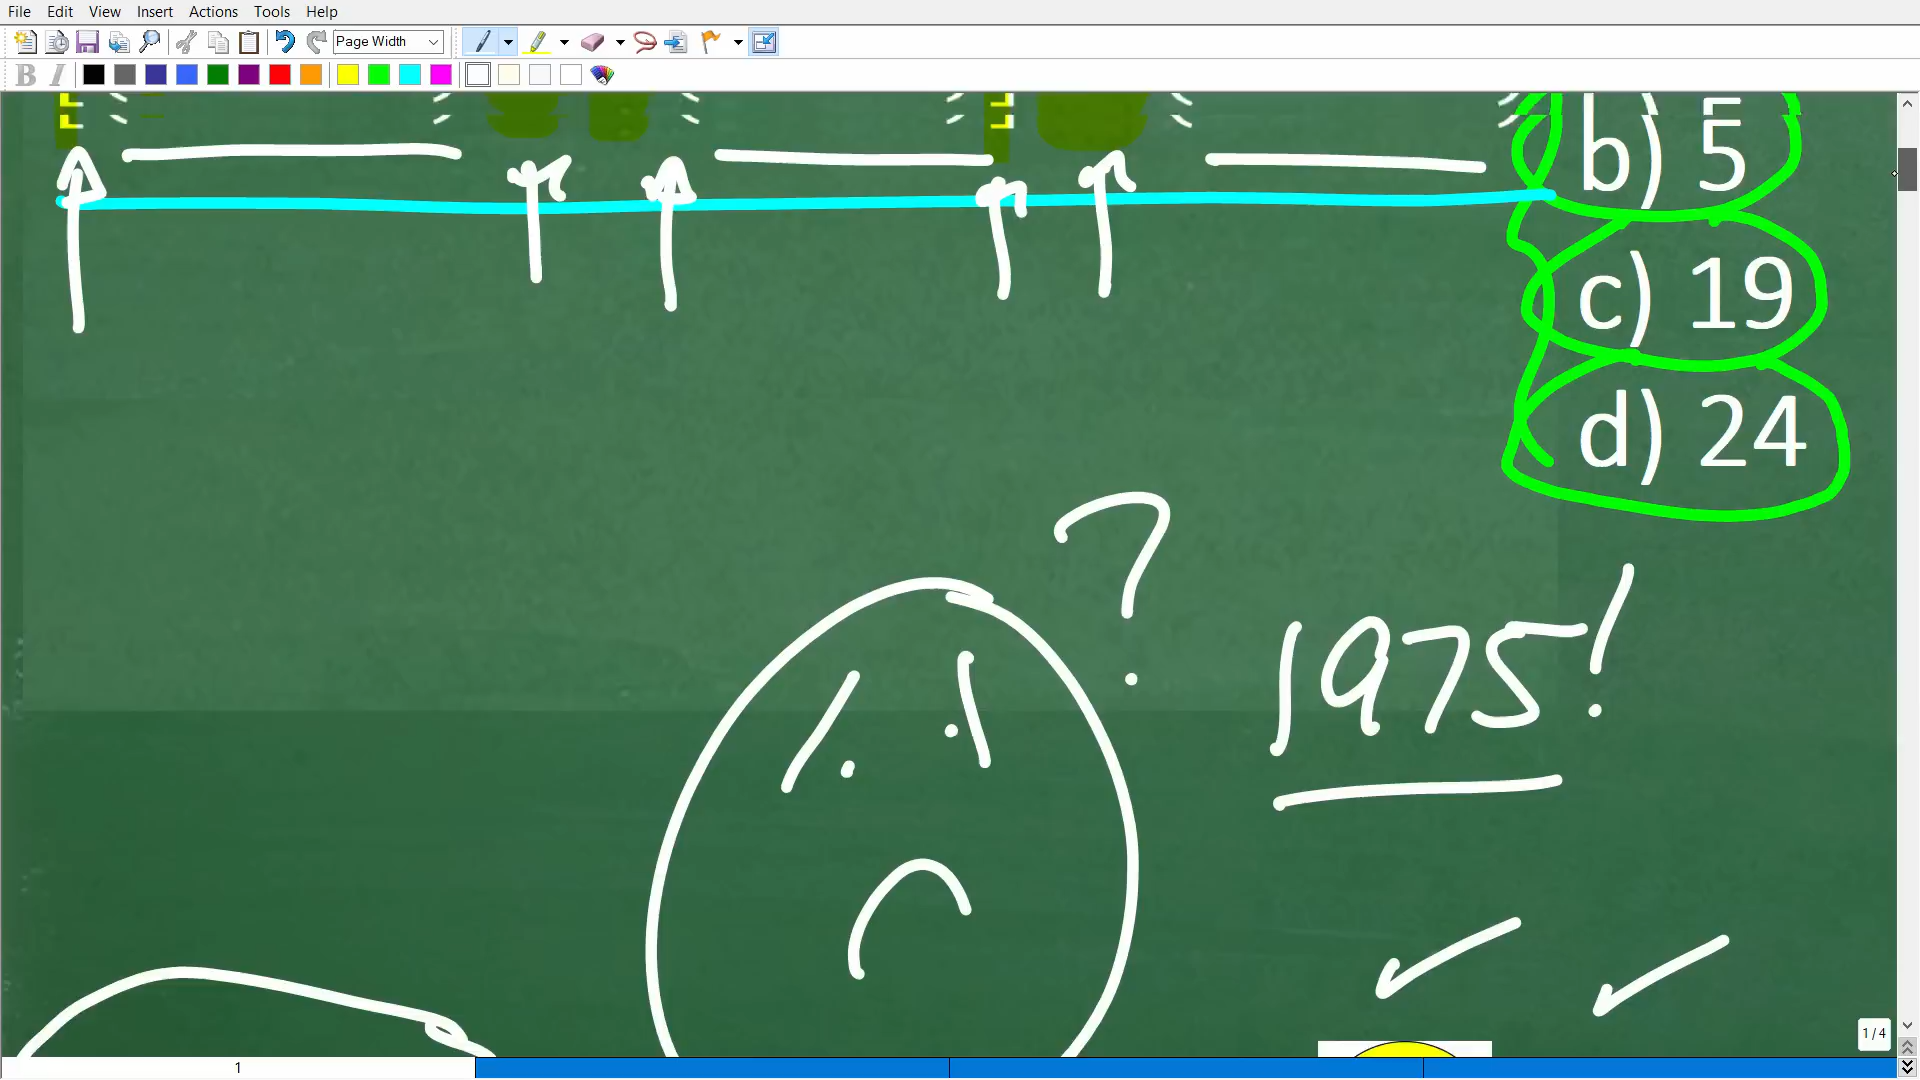 File Edit View Insert Actions Tools Help
Page Width
B I
b) 5
c) 19
d) 24
?
1975!
1 / 4
1